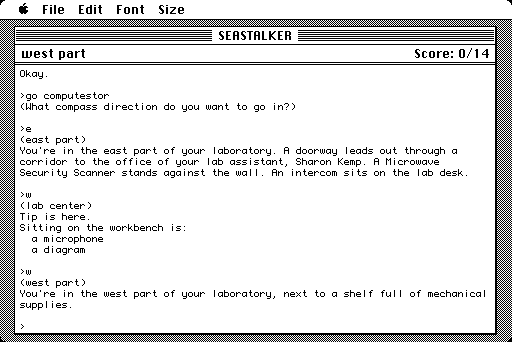 File Edit Font Size
SEASTALKER
west part Score: 0/14
Okay.
>go computestor
(What compass direction do you want to go in?)
>e
(east part)
You're in the east part of your laboratory. A doorway leads out through a
corridor to the office of your lab assistant, Sharon Kemp. A Microwave
Security Scanner stands against the wall. An intercom sits on the lab desk.
>w
(lab center)
Tip is here.
Sitting on the workbench is:
a microphone
a diagram
>w
(west part)
You're in the west part of your laboratory, next to a shelf full of mechanical
supplies.
>